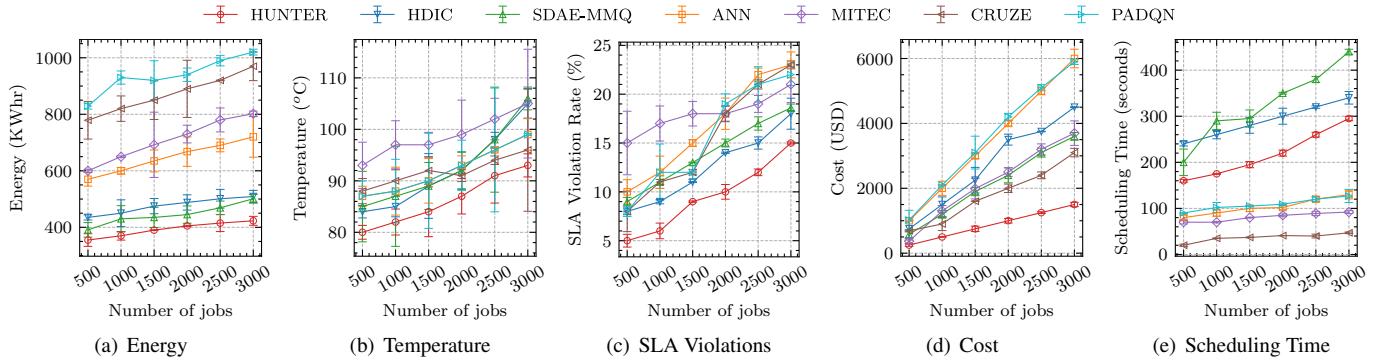 HUNTER HDIC SDAE-MMQ ANN MITEC CRUZE PADQN
Energy (KWhr)
1000
800
600
400
500 1000 1500 2000 2500 3000
Number of jobs
(a) Energy
Temperature (°C)
110
100
90
80
500 1000 1500 2000 2500 3000
Number of jobs
(b) Temperature
SLA Violation Rate (%)
25
20
15
10
5
500 1000 1500 2000 2500 3000
Number of jobs
(c) SLA Violations
Cost (USD)
6000
4000
2000
0
500 1000 1500 2000 2500 3000
Number of jobs
(d) Cost
Scheduling Time (seconds)
400
300
200
100
0
500 1000 1500 2000 2500 3000
Number of jobs
(e) Scheduling Time